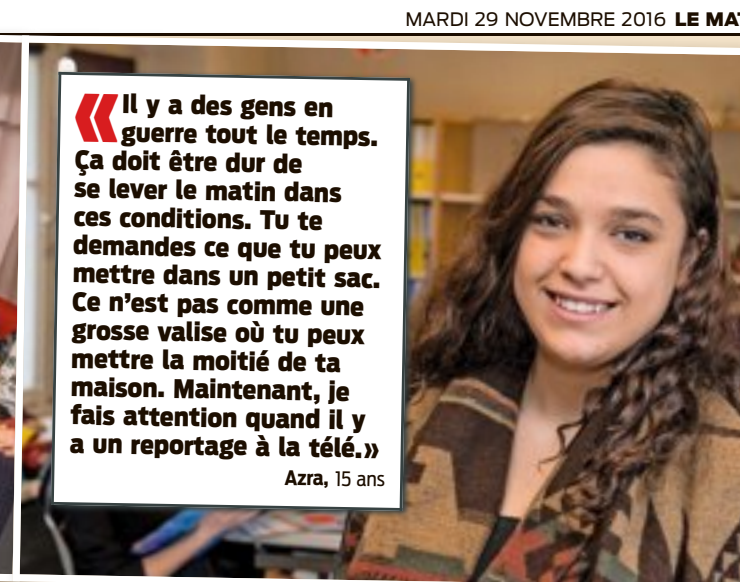 MARDI 29 NOVEMBRE 2016 LE MAT
«Il y a des gens en
guerre tout le temps.
Ça doit être dur de
se lever le matin dans
ces conditions. Tu te
demandes ce que tu peux
mettre dans un petit sac.
Ce n’est pas comme une
grosse valise où tu peux
mettre la moitié de ta
maison. Maintenant, je
fais attention quand il y
a un reportage à la télé.»
Azra, 15 ans